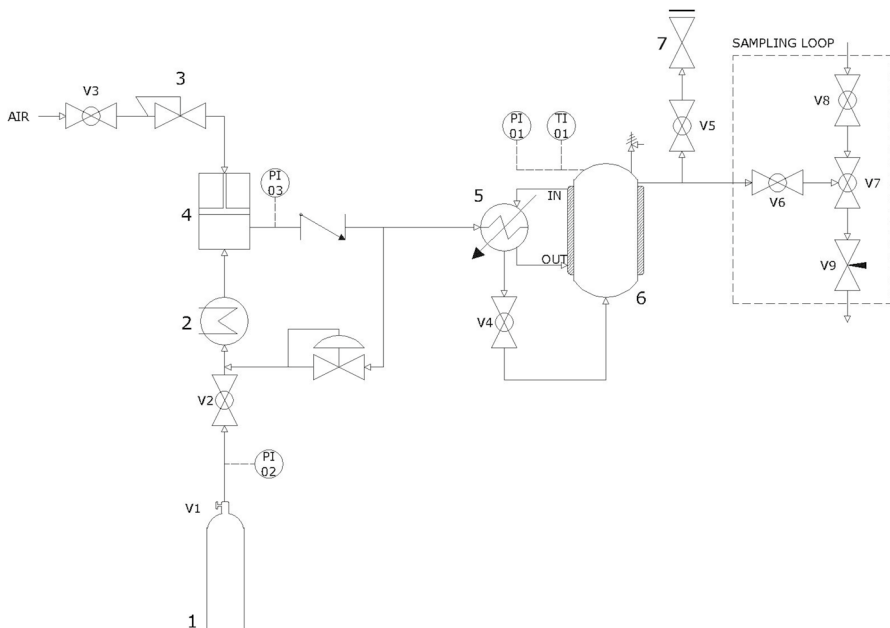 SAMPLING LOOP
7
3
V3
V8
AIR
PI
01
TI
01
V5
PI
03
V7
5
IN
V6
4
OUT
V9
6
2
V4
V2
PI
02
V1
1